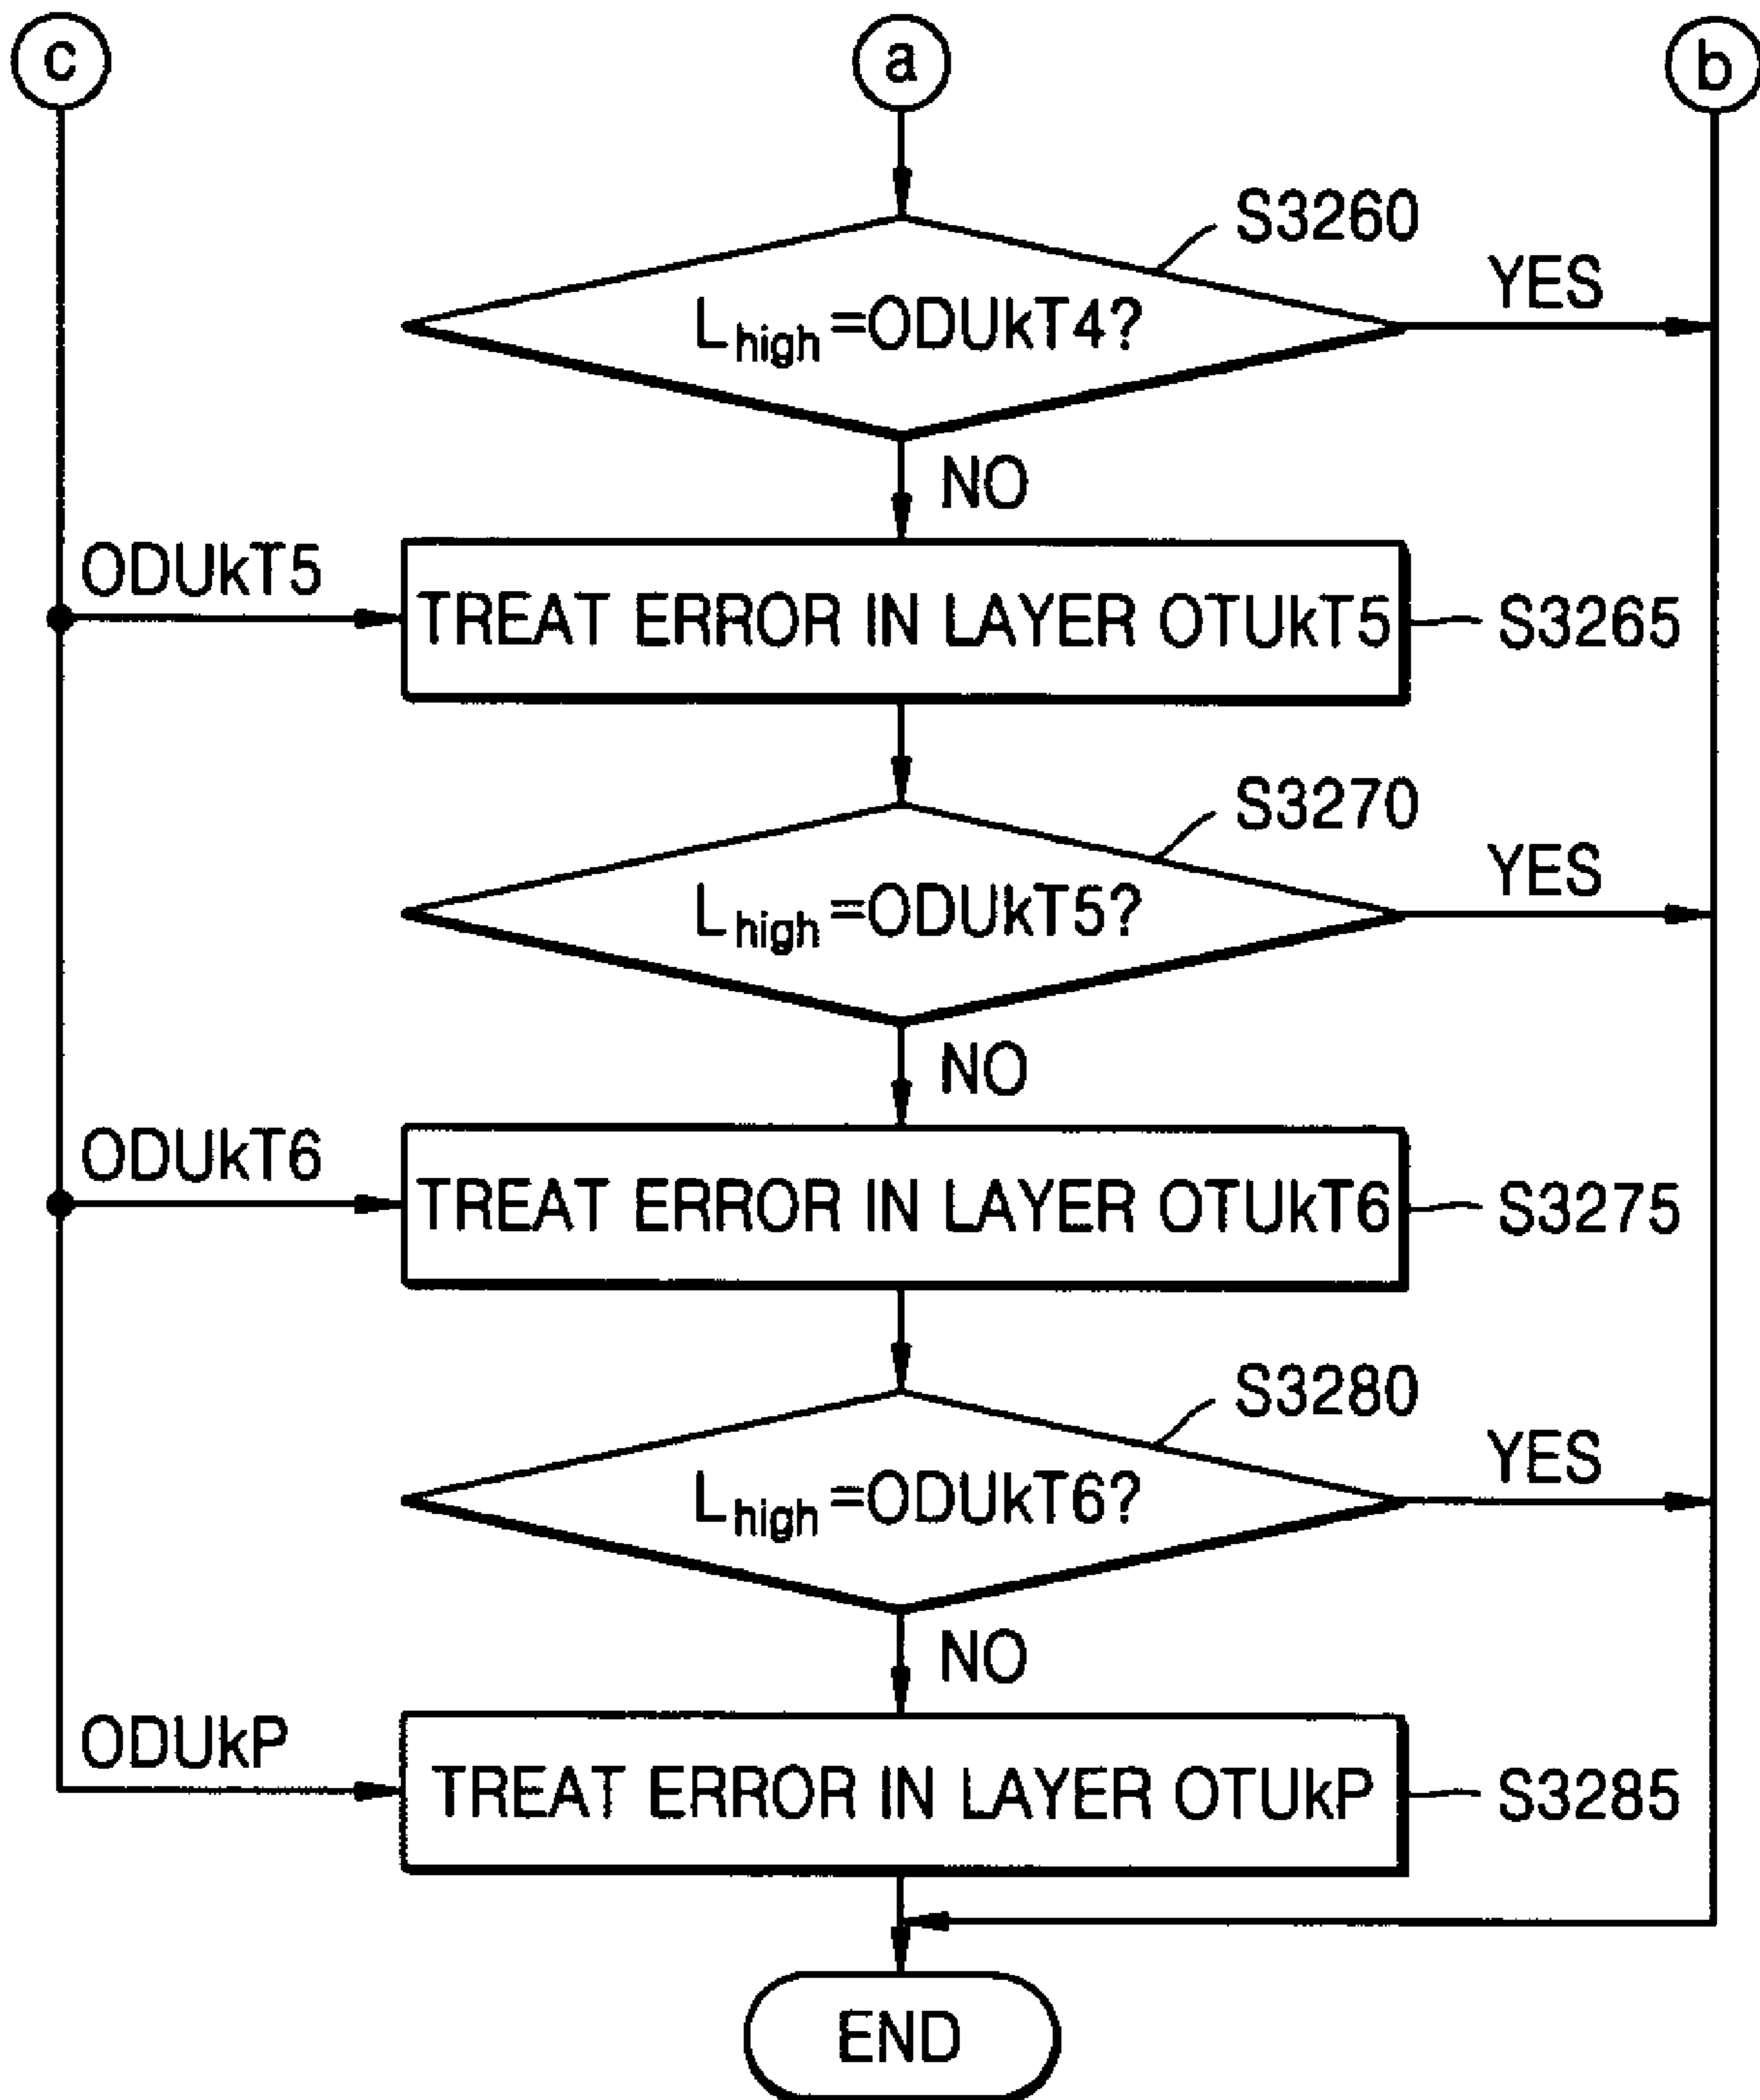 c
a
b
S3260
Lhigh=ODUkT4?
YES
NO
ODUkT5
TREAT ERROR IN LAYER OTUkT5
S3265
S3270
Lhigh=ODUkT5?
YES
NO
ODUkT6
TREAT ERROR IN LAYER OTUkT6
S3275
S3280
Lhigh=ODUkT6?
YES
NO
ODUkP
TREAT ERROR IN LAYER OTUkP
S3285
END